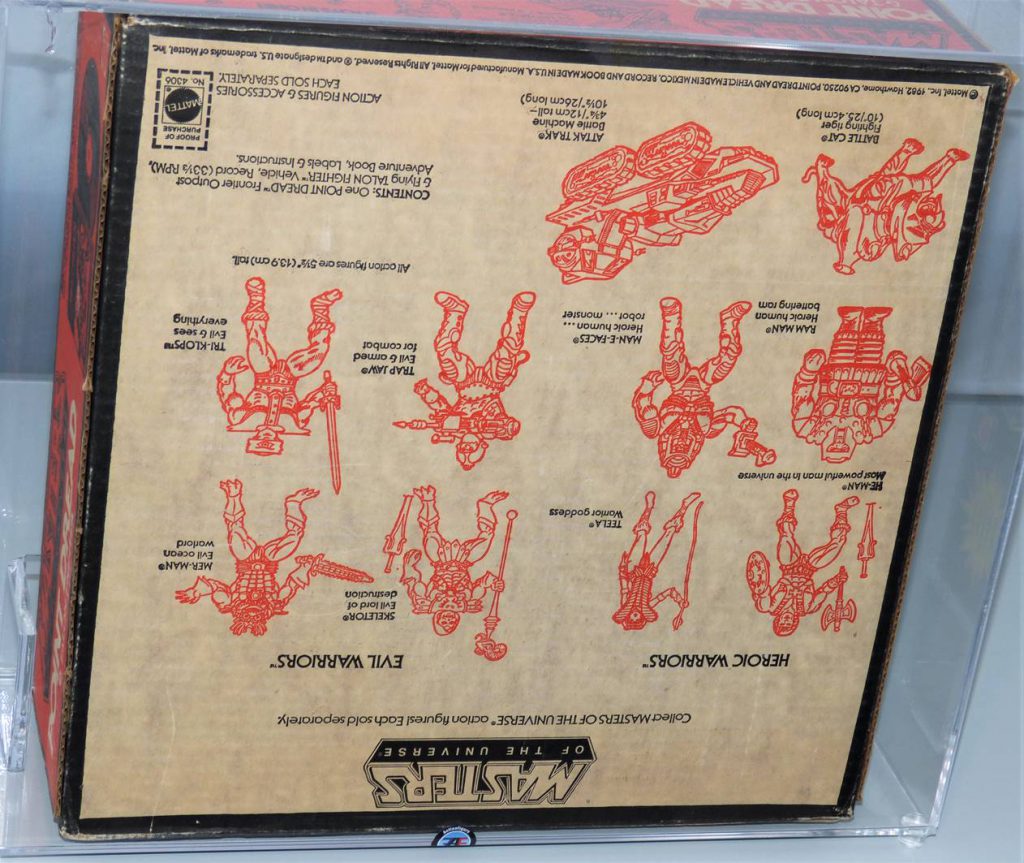 MASTERS
OF THE UNIVERSE®
Collect MASTERS OF THE UNIVERSE® action figures! Each sold separately.
HEROIC WARRIORS™
EVIL WARRIORS™
HE-MAN®
Most powerful man in the universe
TEELA®
Warrior goddess
SKELETOR®
Evil lord of
destruction
MER-MAN®
Evil ocean
warlord
RAM MAN®
Heroic human
battering ram
MAN-E-FACES®
Heroic human...
robot... monster
TRAP JAW®
Evil & armed
for combat
TRI-KLOPS™
Evil & sees
everything
All action figures are 5½" (13.9 cm) tall.
BATTLE CAT®
Fighting tiger
(10"/25.4cm long)
ATTAK TRAK®
Battle Machine
4¾"/12cm tall–
10¼"/26cm long)
CONTENTS: One POINT DREAD™ Frontier Outpost
& Flying TALON FIGHTER™ Vehicle, Record (33⅓ RPM),
Adventure Book, Labels & Instructions.
ACTION FIGURES & ACCESSORIES
EACH SOLD SEPARATELY.
PROOF OF
PURCHASE
MATTEL
No. 4306
© Mattel, Inc. 1982. Hawthorne, CA 90250. POINT DREAD AND VEHICLE MADE IN MEXICO, RECORD AND BOOK MADE IN U.S.A. Manufactured for Mattel. All Rights Reserved. ® and ™ designate U.S. trademarks of Mattel, Inc.
POINT DREAD
MASTERS